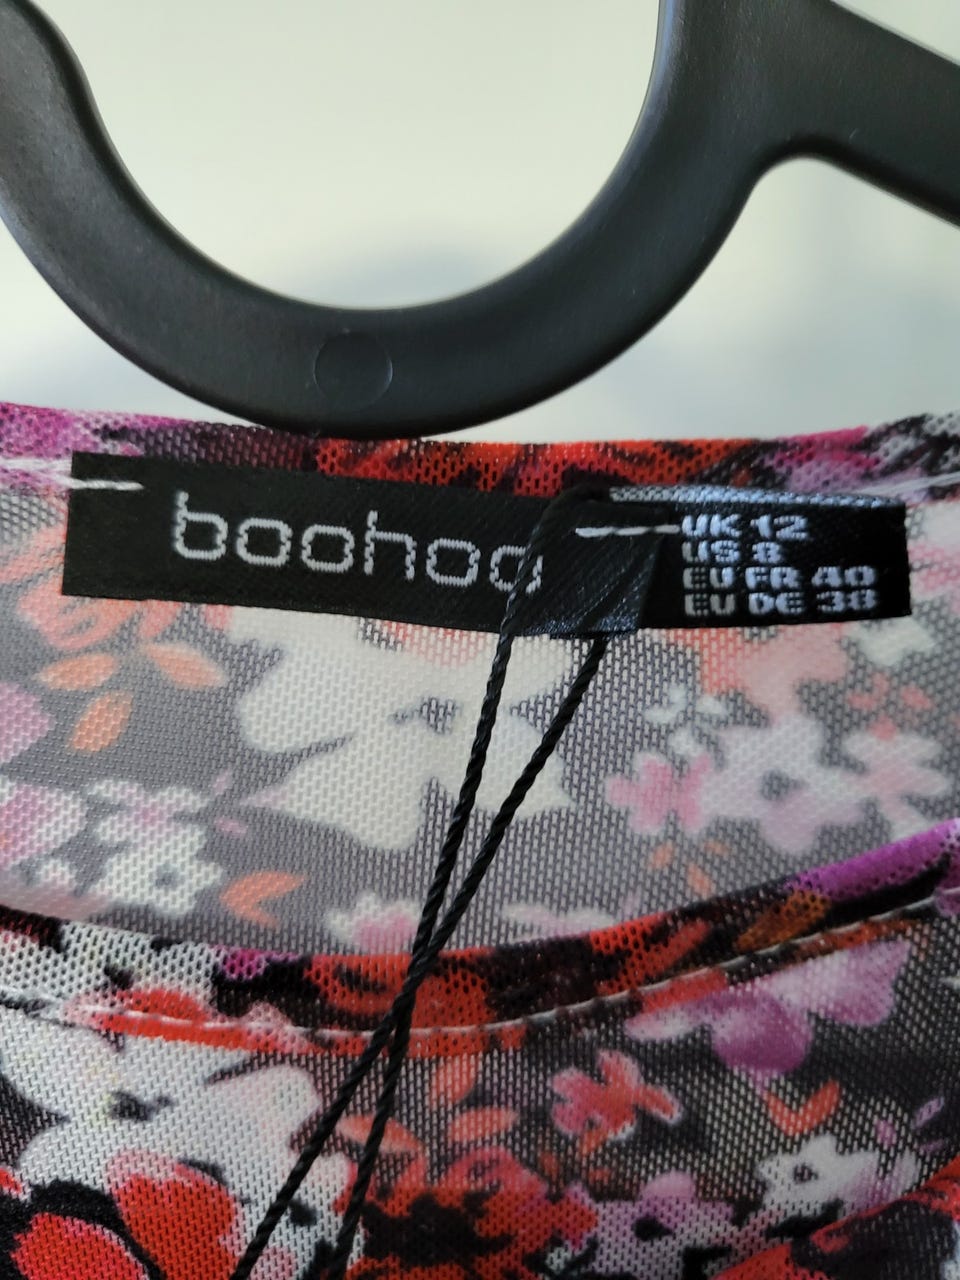 boohoo
UK 12
US 8
EU FR 40
EU DE 38